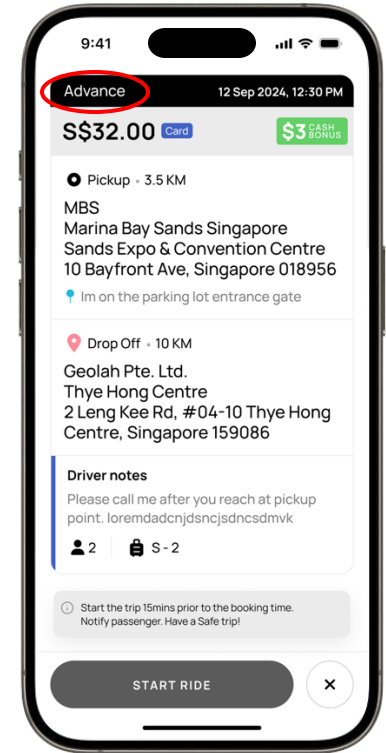 9:41
Advance 12 Sep 2024, 12:30 PM
S$32.00 Card $3 CASH BONUS
Pickup • 3.5 KM
MBS
Marina Bay Sands Singapore
Sands Expo & Convention Centre
10 Bayfront Ave, Singapore 018956
Im on the parking lot entrance gate
Drop Off • 10 KM
Geolah Pte. Ltd.
Thye Hong Centre
2 Leng Kee Rd, #04-10 Thye Hong
Centre, Singapore 159086
Driver notes
Please call me after you reach at pickup
point. loremdadcnjdsncjsdncsdmvk
2 S - 2
Start the trip 15mins prior to the booking time.
Notify passenger. Have a Safe trip!
START RIDE